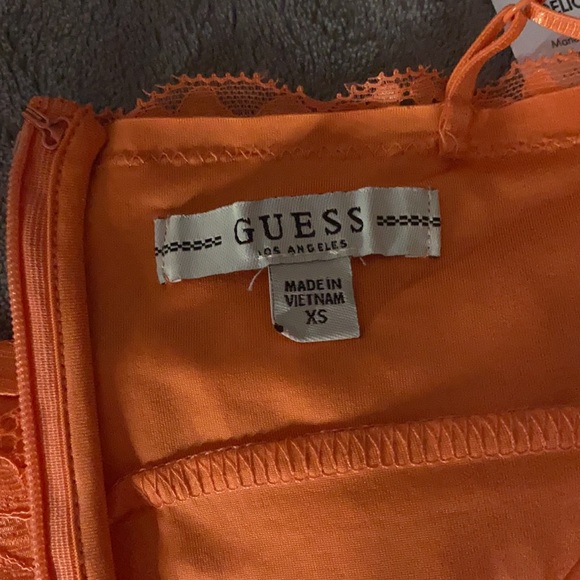 GUESS
LOS ANGELES
MADE IN
VIETNAM
XS